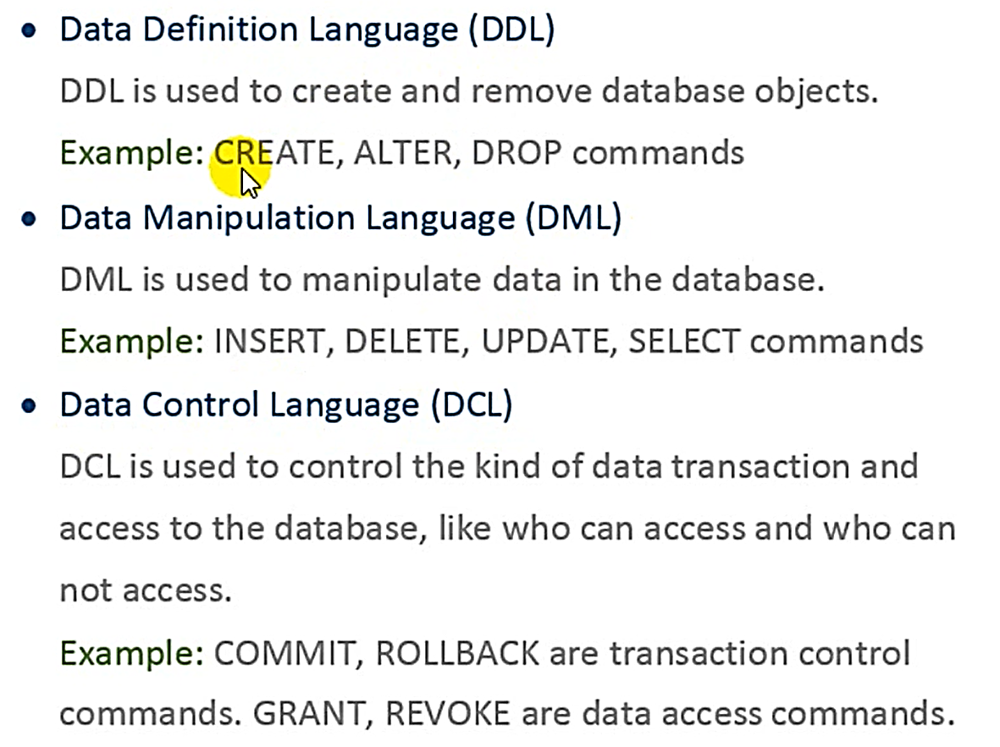 • Data Definition Language (DDL)
DDL is used to create and remove database objects.
Example: CREATE, ALTER, DROP commands
• Data Manipulation Language (DML)
DML is used to manipulate data in the database.
Example: INSERT, DELETE, UPDATE, SELECT commands
• Data Control Language (DCL)
DCL is used to control the kind of data transaction and
access to the database, like who can access and who can
not access.
Example: COMMIT, ROLLBACK are transaction control
commands. GRANT, REVOKE are data access commands.